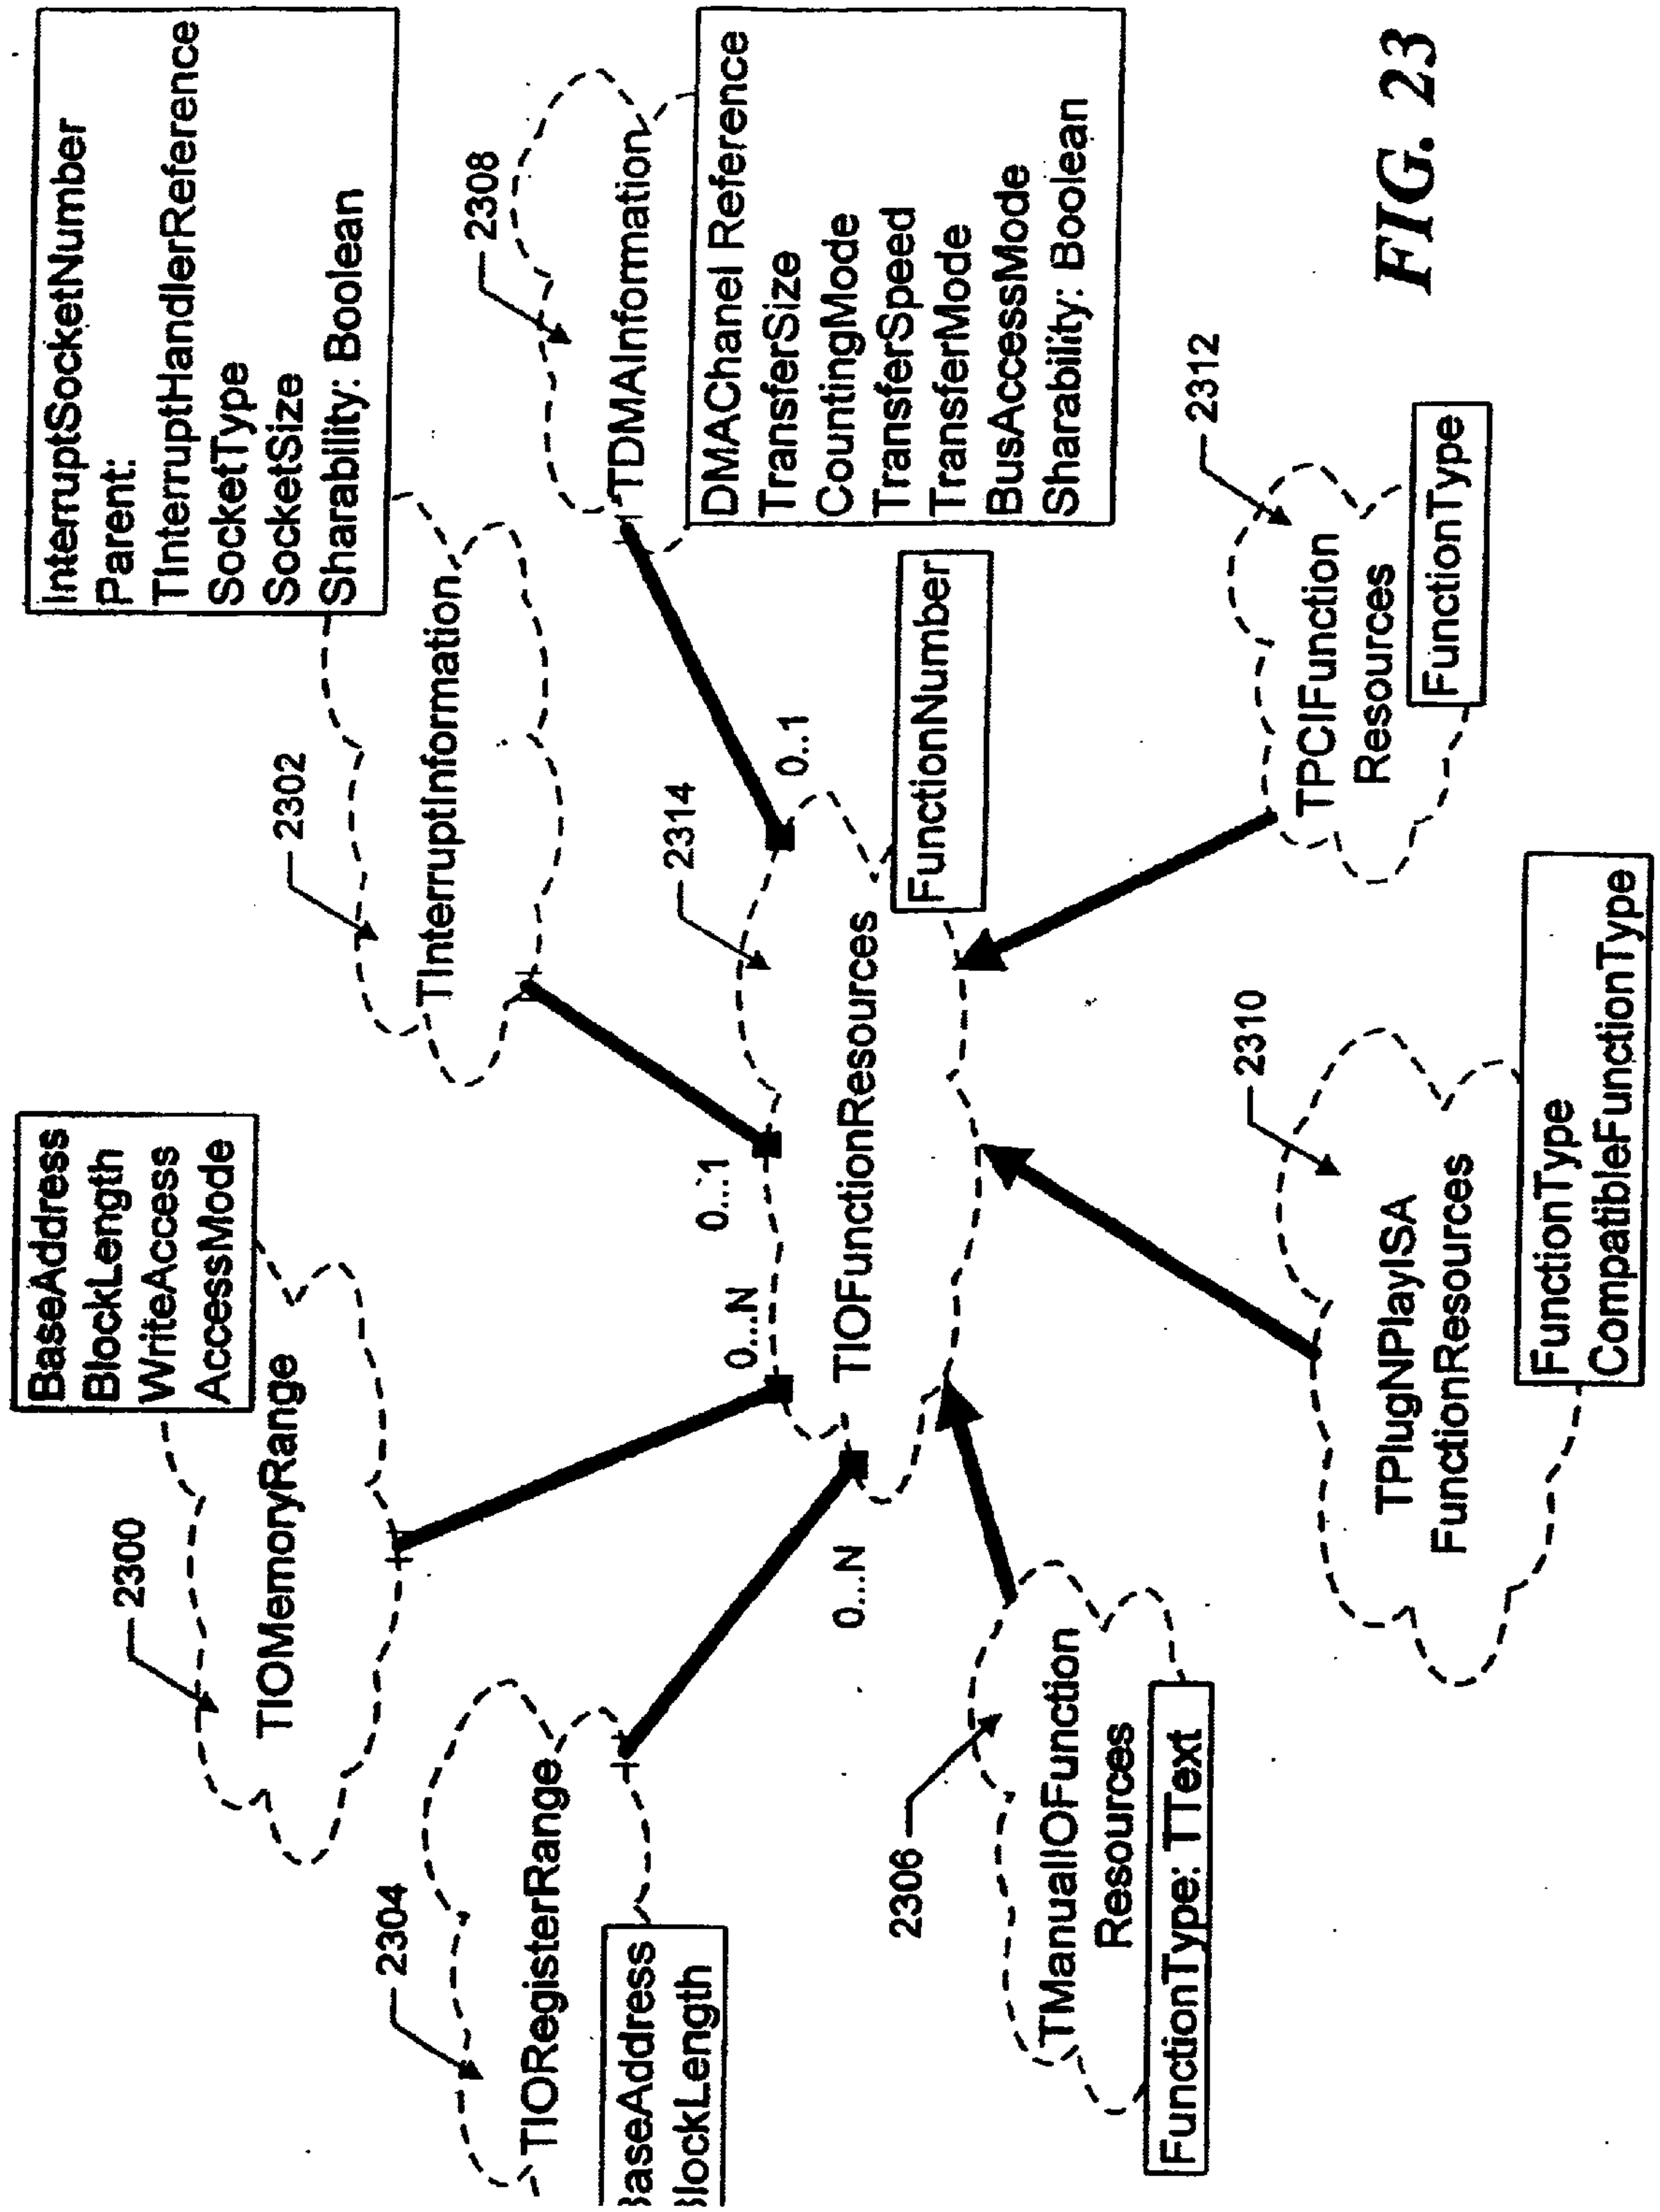 2300
BaseAddress
BlockLength
WriteAccess
AccessMode
TIOMemoryRange
2302
InterruptSocketNumber
Parent:
TInterruptHandlerReference
SocketType
SocketSize
Sharability: Boolean
TInterruptInformation
2304
TIORegisterRange
BaseAddress
BlockLength
2308
TDMAInformation
DMAChannel Reference
TransferSize
CountingMode
TransferSpeed
TransferMode
BusAccessMode
Sharability: Boolean
2314
0...N
0...1
0..1
0...N
TIOFunctionResources
FunctionNumber
2306
TManualIOFunction
Resources
FunctionType: TText
2310
TPlugNPlayISA
FunctionResources
FunctionType
CompatibleFunctionType
2312
TPCIFunction
Resources
FunctionType
FIG. 23